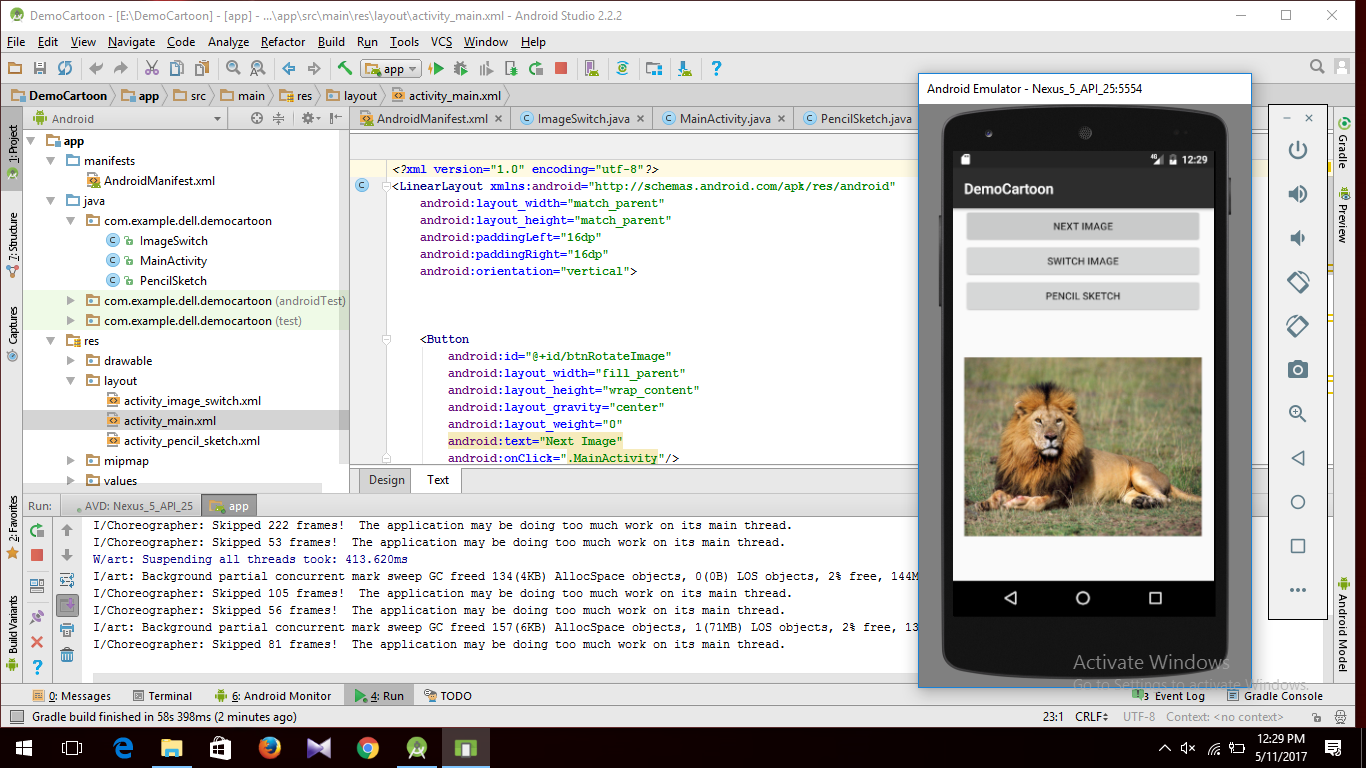 DemoCartoon - [E:\DemoCartoon] - [app] - ...\app\src\main\res\layout\activity_main.xml - Android Studio 2.2.2
File Edit View Navigate Code Analyze Refactor Build Run Tools VCS Window Help
app
DemoCartoon app src main res layout activity_main.xml
Android
AndroidManifest.xml ImageSwitch.java MainActivity.java PencilSketch.java
1: Project
7: Structure
Captures
2: Favorites
Build Variants
app
manifests
AndroidManifest.xml
java
com.example.dell.democartoon
ImageSwitch
MainActivity
PencilSketch
com.example.dell.democartoon (androidTest)
com.example.dell.democartoon (test)
res
drawable
layout
activity_image_switch.xml
activity_main.xml
activity_pencil_sketch.xml
mipmap
values
<?xml version="1.0" encoding="utf-8"?>
<LinearLayout xmlns:android="http://schemas.android.com/apk/res/android"
android:layout_width="match_parent"
android:layout_height="match_parent"
android:paddingLeft="16dp"
android:paddingRight="16dp"
android:orientation="vertical">
<Button
android:id="@+id/btnRotateImage"
android:layout_width="fill_parent"
android:layout_height="wrap_content"
android:layout_gravity="center"
android:layout_weight="0"
android:text="Next Image"
android:onClick=".MainActivity"/>
Design Text
Android Emulator - Nexus_5_API_25:5554
4G 12:29
DemoCartoon
NEXT IMAGE
SWITCH IMAGE
PENCIL SKETCH
Gradle
Preview
Android Model
Run: AVD: Nexus_5_API_25 app
I/Choreographer: Skipped 222 frames!  The application may be doing too much work on its main thread.
I/Choreographer: Skipped 53 frames!  The application may be doing too much work on its main thread.
W/art: Suspending all threads took: 413.620ms
I/art: Background partial concurrent mark sweep GC freed 134(4KB) AllocSpace objects, 0(0B) LOS objects, 2% free, 144M
I/Choreographer: Skipped 105 frames!  The application may be doing too much work on its main thread.
I/Choreographer: Skipped 56 frames!  The application may be doing too much work on its main thread.
I/art: Background partial concurrent mark sweep GC freed 157(6KB) AllocSpace objects, 1(71MB) LOS objects, 2% free, 13
I/Choreographer: Skipped 81 frames!  The application may be doing too much work on its main thread.
Activate Windows
Go to Settings to activate Windows.
0: Messages Terminal 6: Android Monitor 4: Run TODO 3 Event Log Gradle Console
Gradle build finished in 58s 398ms (2 minutes ago) 23:1 CRLF UTF-8 Context: <no context>
12:29 PM
5/11/2017